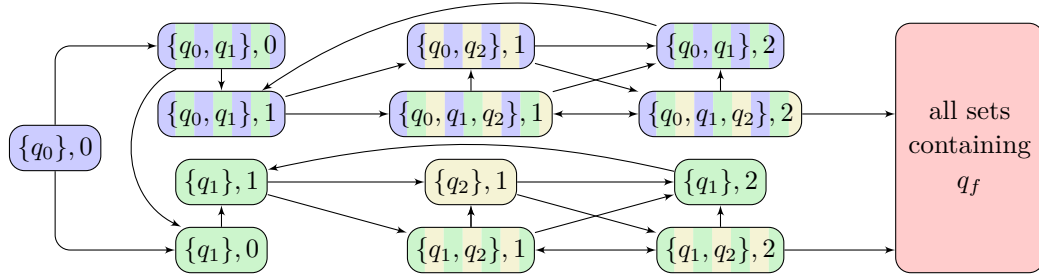 {q₀, q₁}, 0
{q₀, q₂}, 1
{q₀, q₁}, 2
{q₀, q₁}, 1
{q₀, q₁, q₂}, 1
{q₀, q₁, q₂}, 2
{q₀}, 0
{q₁}, 1
{q₂}, 1
{q₁}, 2
{q₁}, 0
{q₁, q₂}, 1
{q₁, q₂}, 2
all sets
containing
q_f